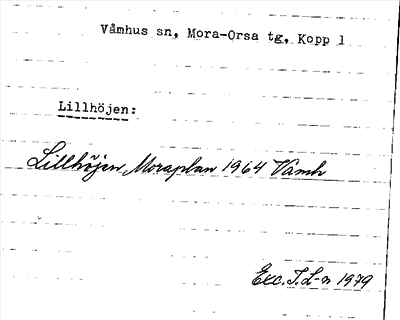 Våmhus sn, Mora-Orsa tg, Kopp 1
Lillhöjen:
Lillhöjen, Moraplan 1964 Våmh
Exc. T. L-n 1979